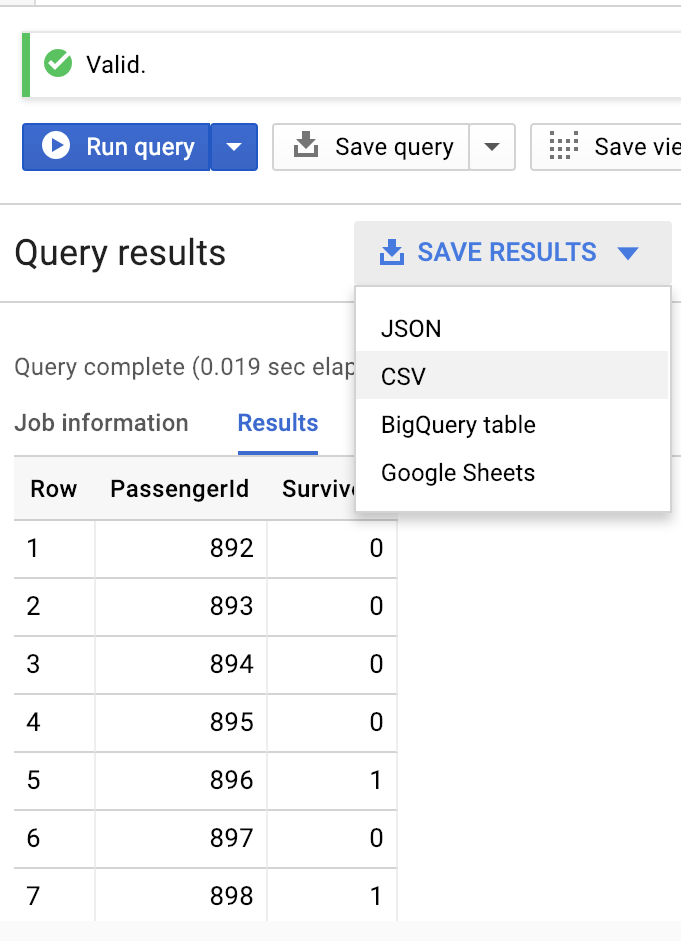 Valid.
Run query Save query Save vie
Query results SAVE RESULTS
JSON
CSV
BigQuery table
Google Sheets
Query complete (0.019 sec elap
Job information Results
Row PassengerId Survive
1 892 0
2 893 0
3 894 0
4 895 0
5 896 1
6 897 0
7 898 1